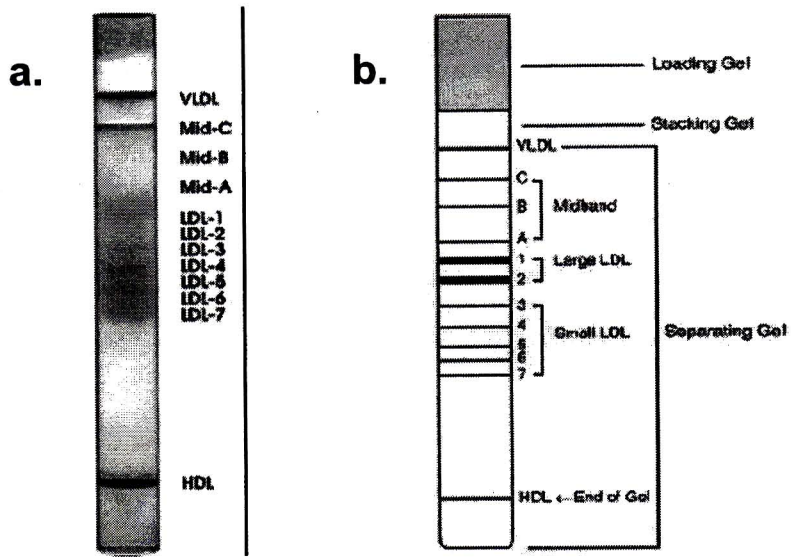 a.
VLDL
Mid-C
Mid-B
Mid-A
LDL-1
LDL-2
LDL-3
LDL-4
LDL-5
LDL-6
LDL-7
HDL
b.
Loading Gel
Stacking Gel
VLDL
C
B
A
Midband
1
2
Large LDL
3
4
5
6
7
Small LDL
Separating Gel
HDL ← End of Gel